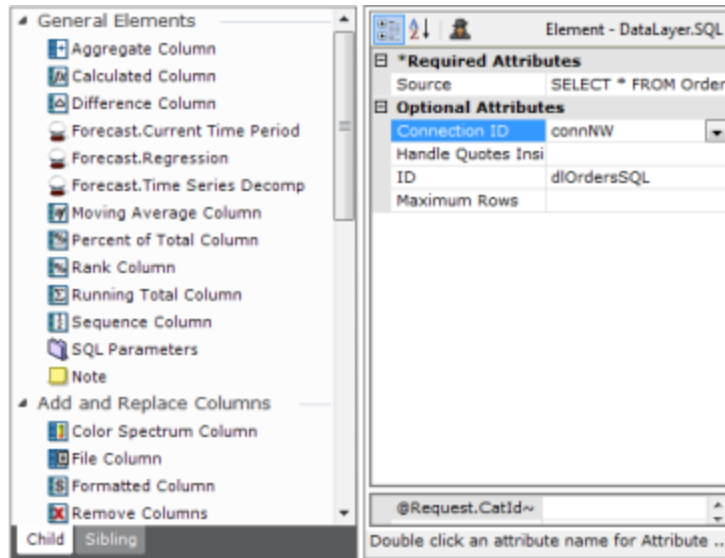 General Elements
Aggregate Column
Calculated Column
Difference Column
Forecast.Current Time Period
Forecast.Regression
Forecast.Time Series Decomp
Moving Average Column
Percent of Total Column
Rank Column
Running Total Column
Sequence Column
SQL Parameters
Note
Add and Replace Columns
Color Spectrum Column
File Column
Formatted Column
Remove Columns
Child Sibling
Element - DataLayer.SQL
*Required Attributes
Source SELECT * FROM Order
Optional Attributes
Connection ID connNW
Handle Quotes Insi
ID dlOrdersSQL
Maximum Rows
@Request.CatId~
Double click an attribute name for Attribute ..